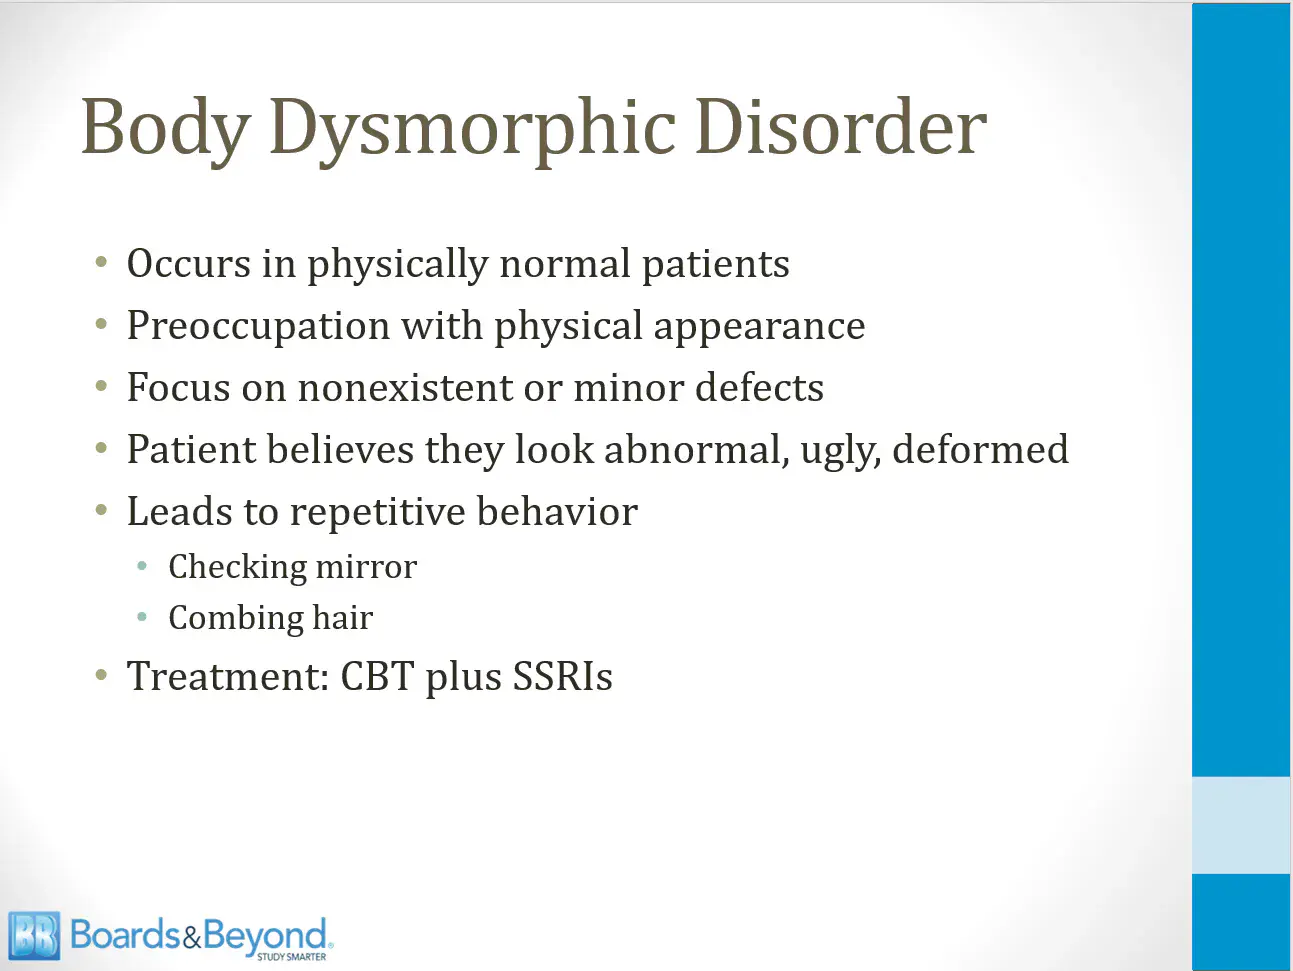 Body Dysmorphic Disorder
• Occurs in physically normal patients
• Preoccupation with physical appearance
• Focus on nonexistent or minor defects
• Patient believes they look abnormal, ugly, deformed
• Leads to repetitive behavior
• Checking mirror
• Combing hair
• Treatment: CBT plus SSRIs
BB Boards&Beyond®
STUDY SMARTER